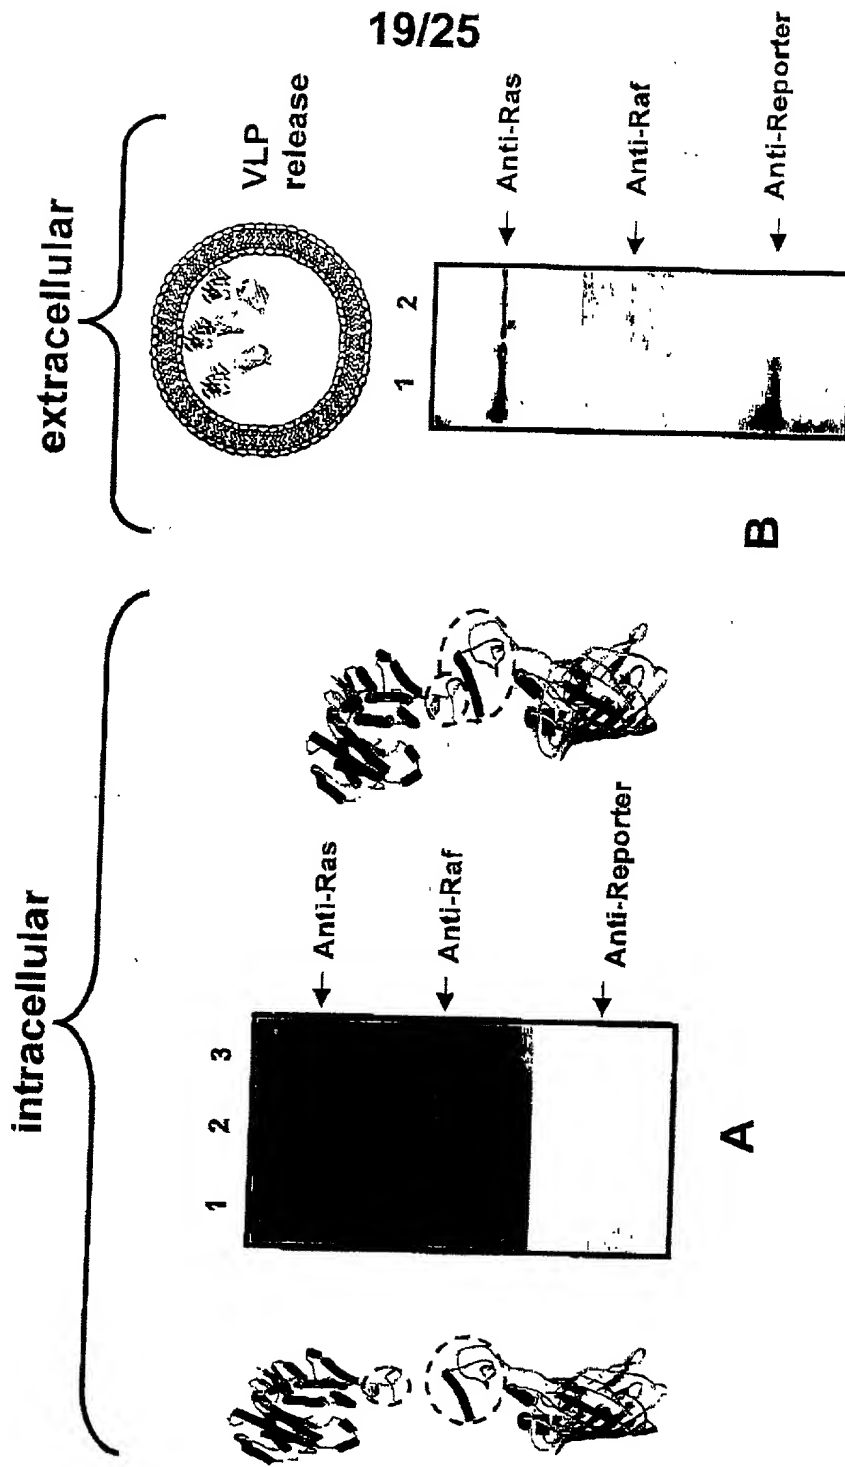 19/25
intracellular
1 2 3
Anti-Ras
Anti-Raf
Anti-Reporter
A
extracellular
VLP
release
1 2
Anti-Ras
Anti-Raf
Anti-Reporter
B